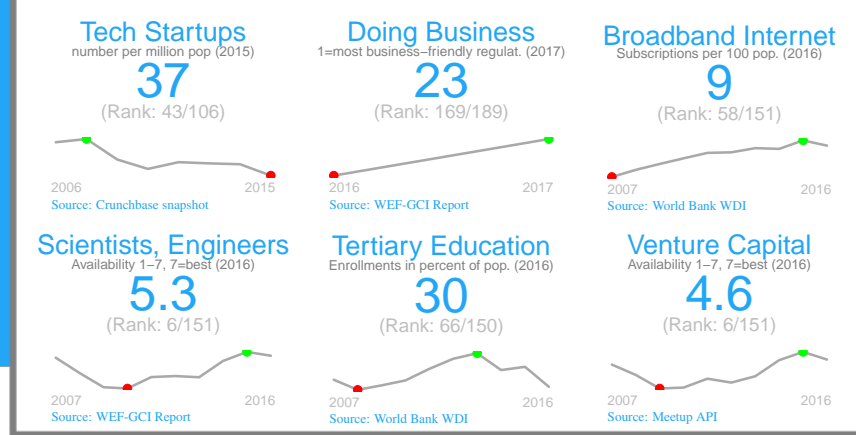 Tech Startups
number per million pop (2015)
37
(Rank: 43/106)
2006 2015
Source: Crunchbase snapshot
Doing Business
1=most business−friendly regulat. (2017)
23
(Rank: 169/189)
2016 2017
Source: WEF-GCI Report
Broadband Internet
Subscriptions per 100 pop. (2016)
9
(Rank: 58/151)
2007 2016
Source: World Bank WDI
Scientists, Engineers
Availability 1−7, 7=best (2016)
5.3
(Rank: 6/151)
2007 2016
Source: WEF-GCI Report
Tertiary Education
Enrollments in percent of pop. (2016)
30
(Rank: 66/150)
2007 2016
Source: World Bank WDI
Venture Capital
Availability 1−7, 7=best (2016)
4.6
(Rank: 6/151)
2007 2016
Source: Meetup API